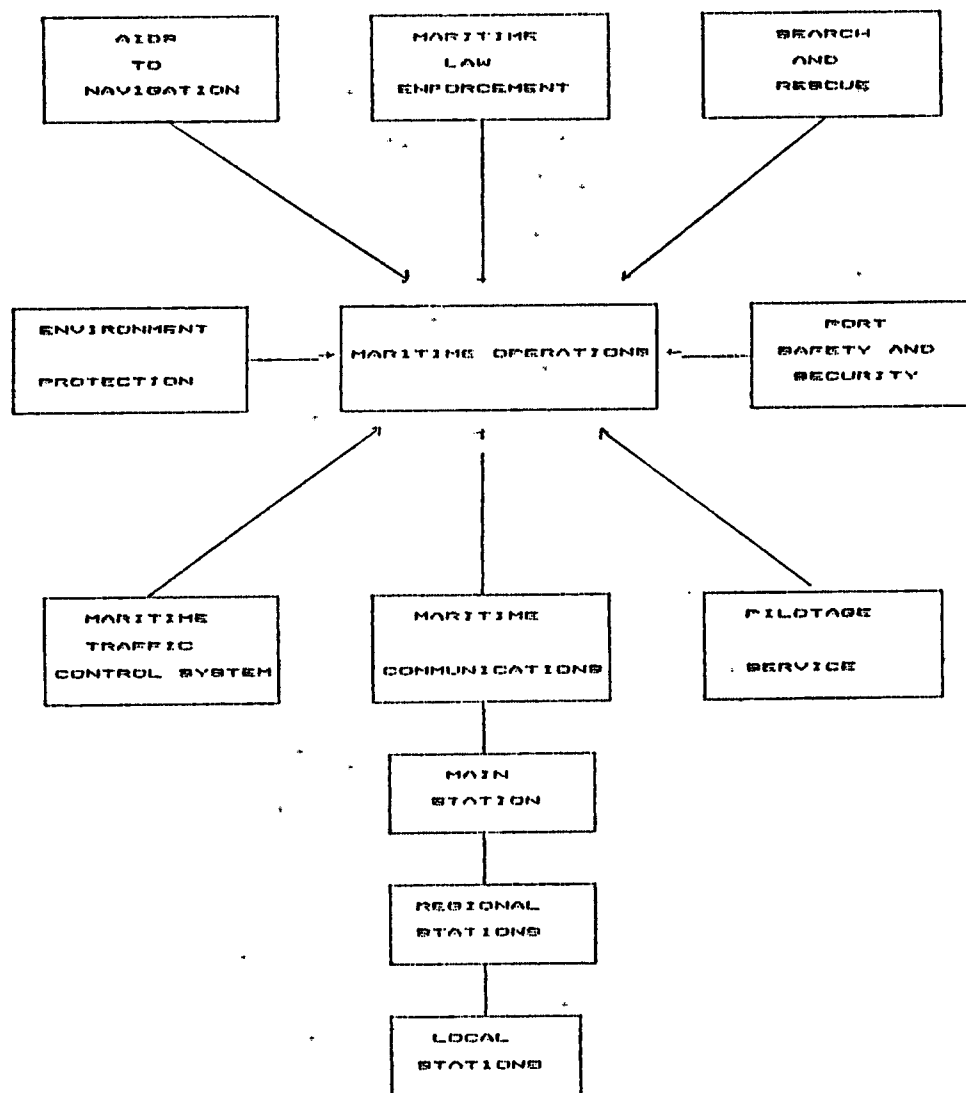 AIDS
TO
NAVIGATION
MARITIME
LAW
ENFORCEMENT
SEARCH
AND
RESCUE
ENVIRONMENT
PROTECTION
MARITIME OPERATIONS
PORT
SAFETY AND
SECURITY
MARITIME
TRAFFIC
CONTROL SYSTEM
MARITIME
COMMUNICATIONS
PILOTAGE
SERVICE
MAIN
STATION
REGIONAL
STATIONS
LOCAL
STATIONS